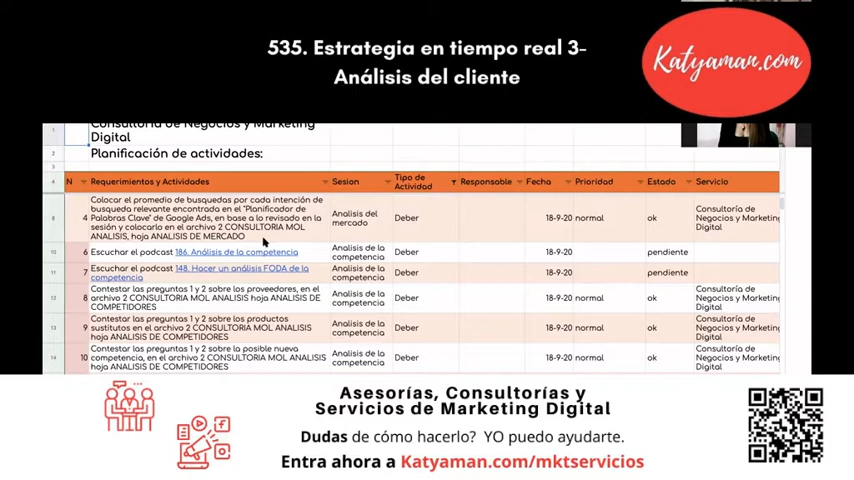 535. Estrategia en tiempo real 3-
Análisis del cliente
Katyaman.com
1
Consultoría de Negocios y Marketing
Digital
2 Planificación de actividades:
3
4 N Requerimientos y Actividades Sesion Tipo de Actividad Responsable Fecha Prioridad Estado Servicio
Colocar el promedio de busquedas por cada intención de
busqueda relevante encontrada en el "Planificador de
Palabras Clave" de Google Ads, en base a lo revisado en la
sesión y colocarlo en el archivo 2 CONSULTORIA MOL
ANALISIS, hoja ANALISIS DE MERCADO
8 4 Analisis del mercado Deber 18-9-20 normal ok Consultoría de Negocios y Marketing Digital
10 6 Escuchar el podcast 186. Análisis de la competencia Analisis de la competencia Deber 18-9-20 pendiente
11 7 Escuchar el podcast 148. Hacer un análisis FODA de la
competencia Analisis de la competencia Deber 18-9-20 pendiente
Contestar las preguntas 1 y 2 sobre los proveedores, en el
12 8 archivo 2 CONSULTORIA MOL ANALISIS hoja ANALISIS DE
COMPETIDORES Analisis de la competencia Deber 18-9-20 normal ok Consultoría de Negocios y Marketing Digital
Contestar las preguntas 1 y 2 sobre los productos
13 9 sustitutos en el archivo 2 CONSULTORIA MOL ANALISIS
hoja ANALISIS DE COMPETIDORES Analisis de la competencia Deber 18-9-20 normal ok Consultoría de Negocios y Marketing Digital
Contestar las preguntas 1 y 2 sobre la posible nueva
14 10 competencia, en el archivo 2 CONSULTORIA MOL ANALISIS
hoja ANALISIS DE COMPETIDORES Analisis de la competencia Deber 18-9-20 normal ok Consultoría de Negocios y Marketing Digital
Asesorías, Consultorías y
Servicios de Marketing Digital
Dudas de cómo hacerlo? YO puedo ayudarte.
Entra ahora a Katyaman.com/mktservicios